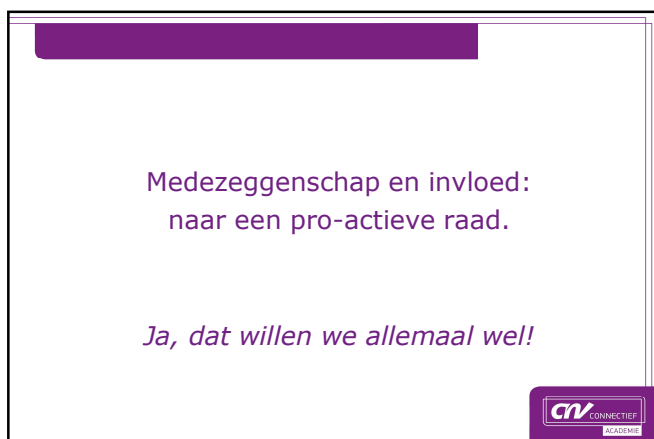 Medezeggenschap en invloed:
naar een pro-actieve raad.
Ja, dat willen we allemaal wel!
CNV CONNECTIEF
ACADEMIE